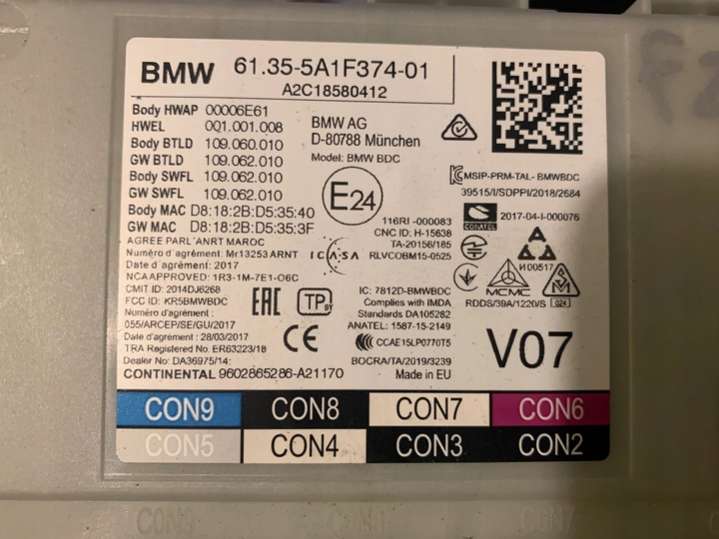 BMW 61.35-5A1F374-01
A2C18580412
Body HWAP 00006E61
HWEL 001.001.008
Body BTLD 109.060.010
GW BTLD 109.062.010
Body SWFL 109.062.010
GW SWFL 109.062.010
Body MAC D8:18:2B:D5:35:40
GW MAC D8:18:2B:D5:35:3F
AGREE PAR L'ANRT MAROC
Numéro d'agrément: Mr13253 ARNT
Date d'agrément: 2017
NCA APPROVED: 1R3-1M-7E1-O6C
CMIT ID: 2014DJ6268
FCC ID: KR5BMWBDC
Numéro d'agrément:
055/ARCEP/SE/GU/2017
Date d'agrement: 28/03/2017
TRA Registered No. ER63223/18
Dealer No: DA36975/14:
CONTINENTAL 9602865286-A21170
BMW AG
D-80788 München
Model: BMW BDC
E24
116RI -000083
CNC ID: H-15638
TA-20156/185
RLVCOBM15-0525
ICASA
EAC
TP
BY
CE
IC: 7812D-BMWBDC
Complies with IMDA
Standards DA105282
ANATEL: 1587-15-2149
CCAE15LP0770T5
BOCRA/TA/2019/3239
Made in EU
MSIP-PRM-TAL- BMWBDC
39515/I/SDPPI/2018/2684
CONATEL
2017-04-I-000076
И00517
MCMC
024
RDDS/39A/1220/S
V07
CON9 CON8 CON7 CON6
CON5 CON4 CON3 CON2